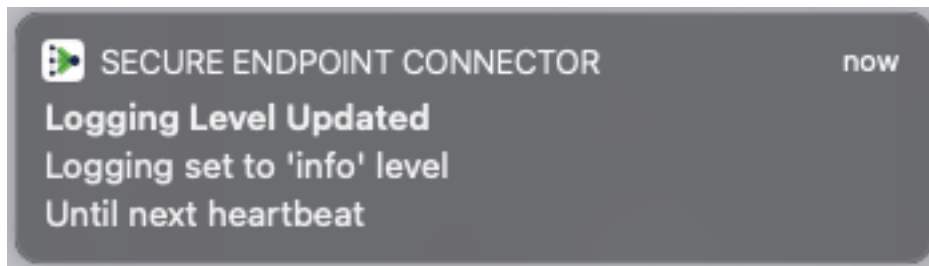 SECURE ENDPOINT CONNECTOR now
Logging Level Updated
Logging set to 'info' level
Until next heartbeat